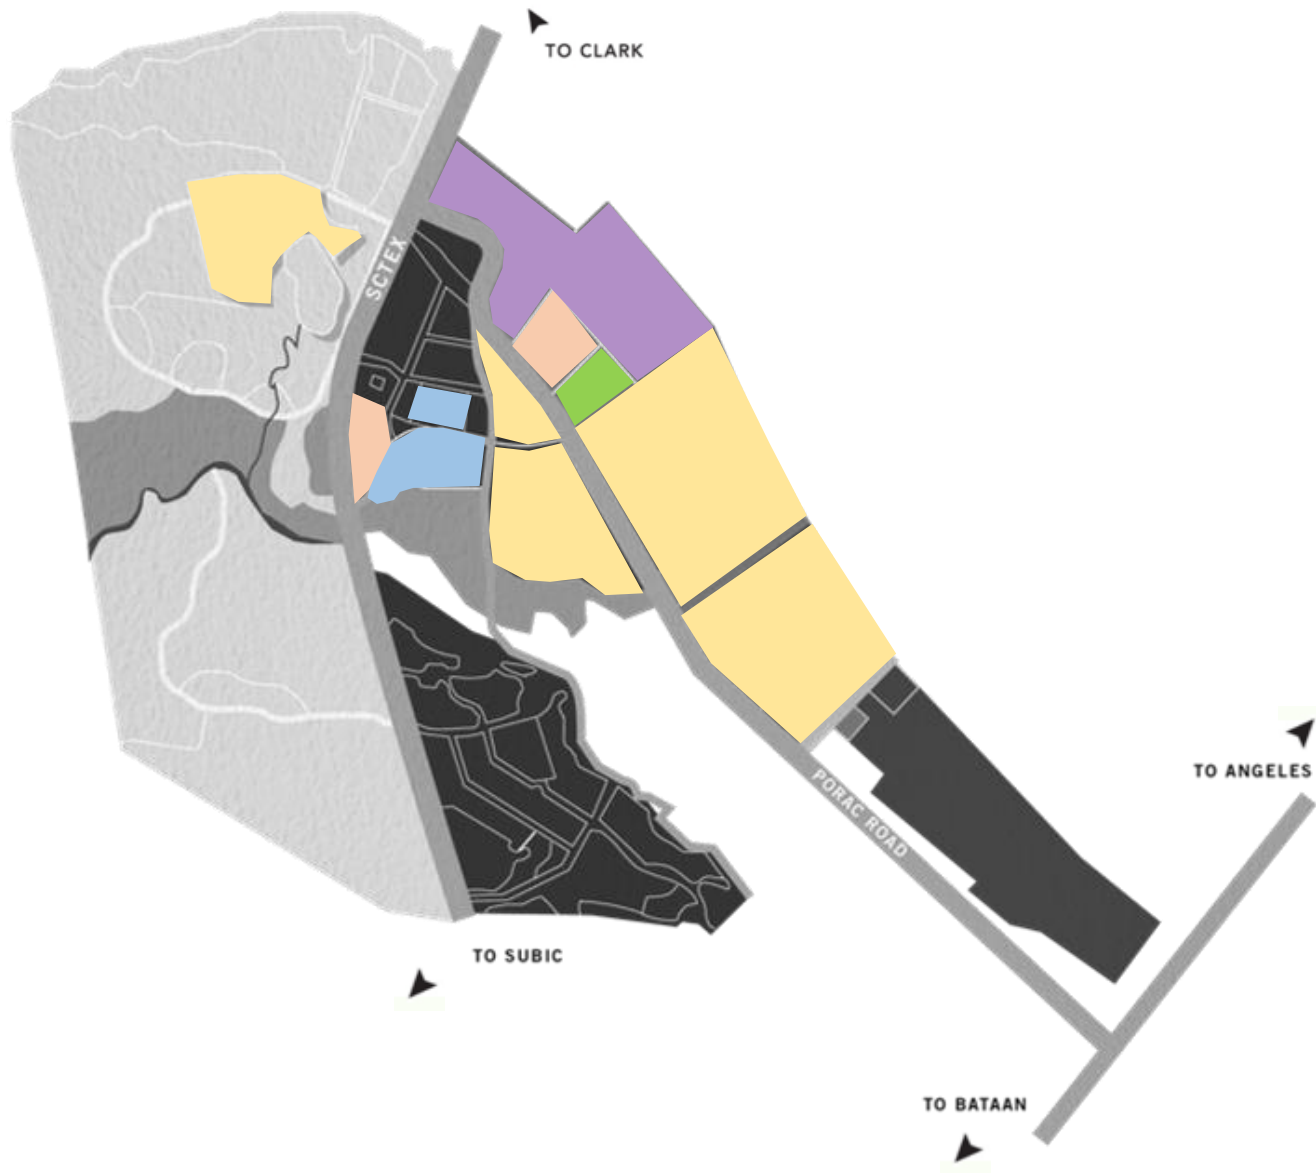 TO CLARK
SCTEX
TO ANGELES
PORAC ROAD
TO SUBIC
TO BATAAN